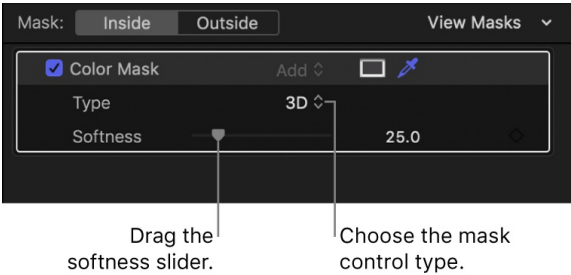 Mask: Inside Outside View Masks
Color Mask Add
Type 3D
Softness 25.0
Drag the
softness slider.
Choose the mask
control type.